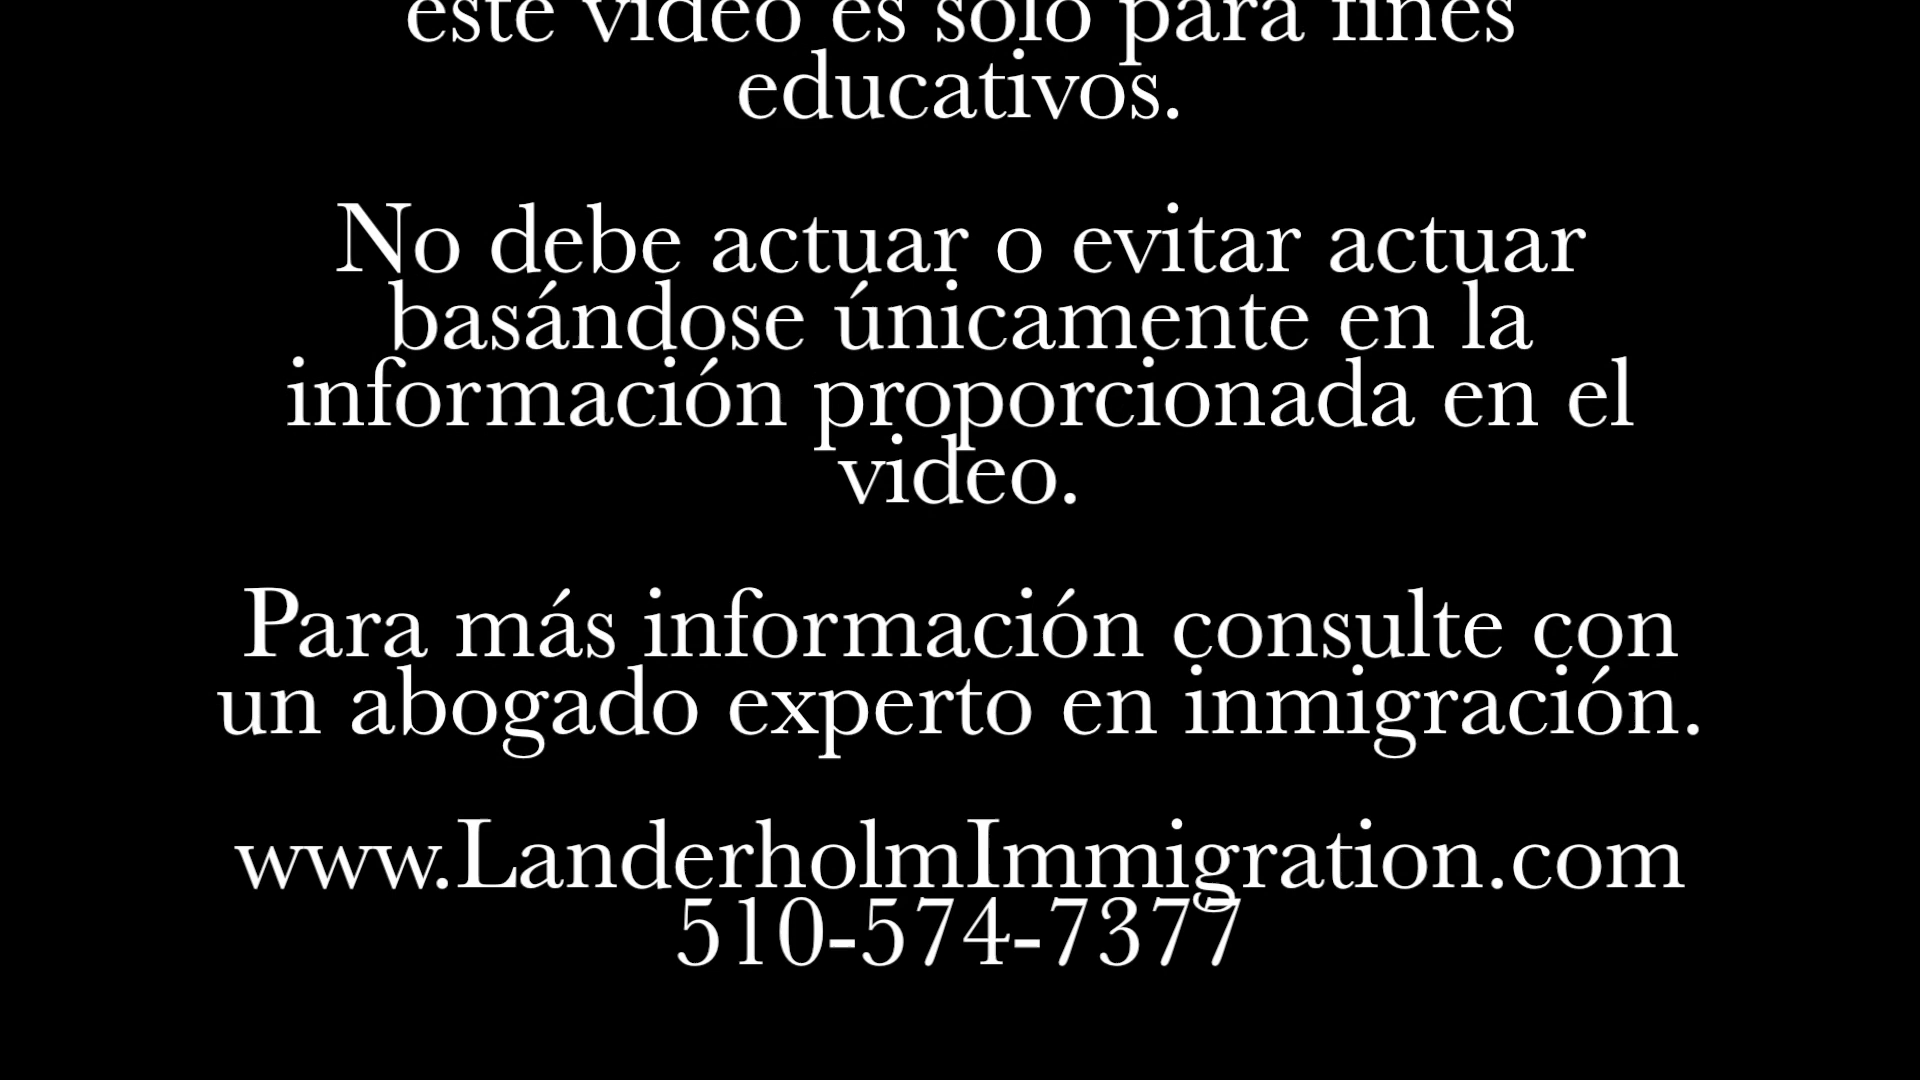 este video es solo para fines
educativos.
No debe actuar o evitar actuar
basándose únicamente en la
información proporcionada en el
video.
Para más información consulte con
un abogado experto en inmigración.
www.LanderholmImmigration.com
510-574-7377